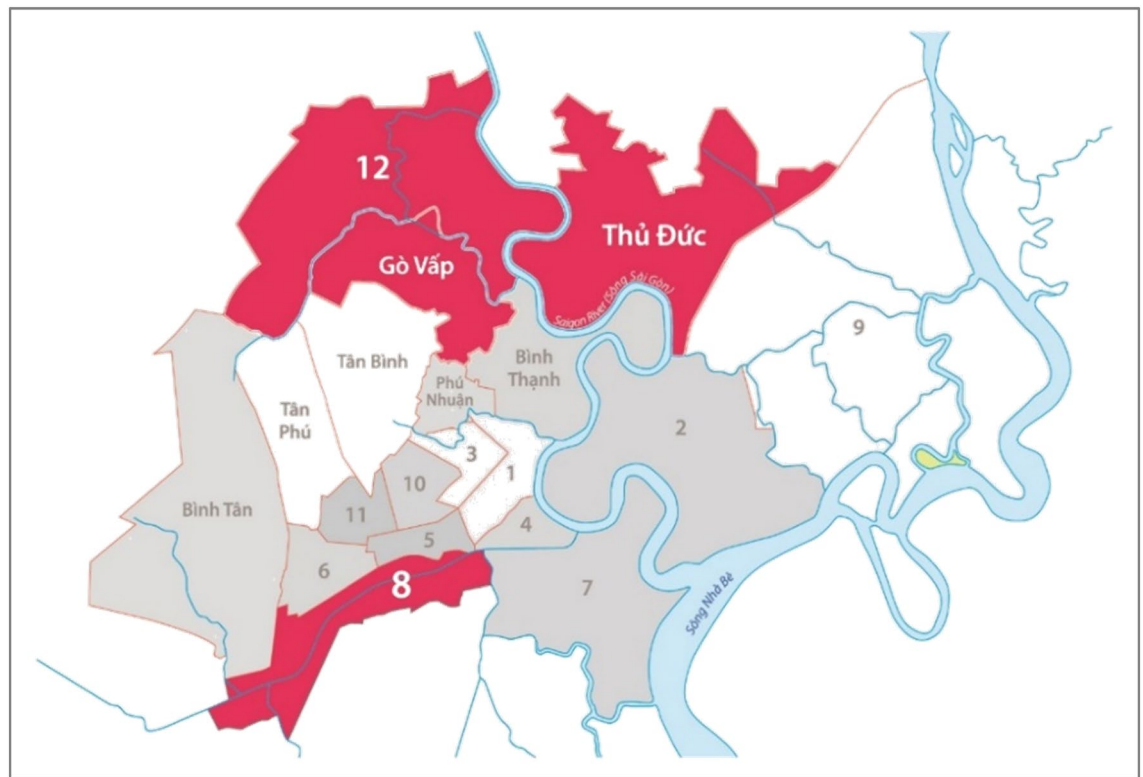 12
Thủ Đức
Gò Vấp
Saigon River (Sông Sài Gòn)
9
Tân Bình
Bình
Thạnh
Phú
Nhuận
Tân
Phú
2
3
1
10
Bình Tân
11
4
5
6
8
7
Sông Nhà Bè